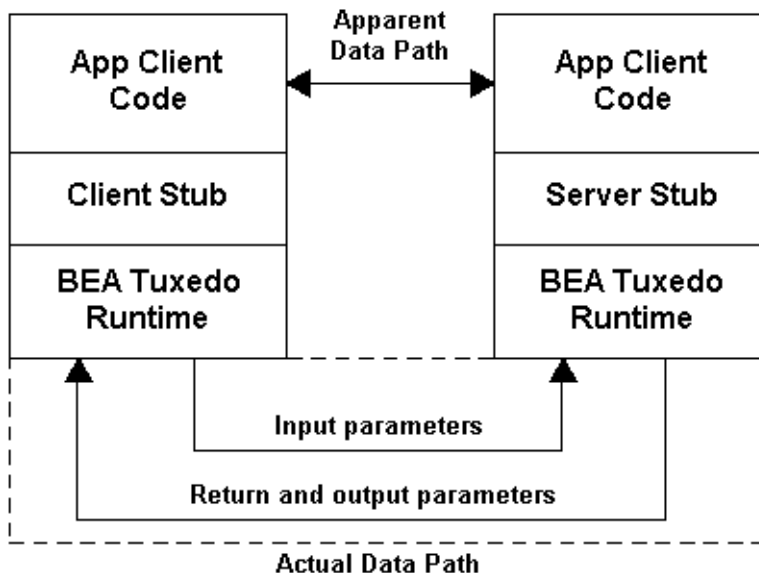 Apparent
Data Path
App Client
Code
App Client
Code
Client Stub
Server Stub
BEA Tuxedo
Runtime
BEA Tuxedo
Runtime
Input parameters
Return and output parameters
Actual Data Path